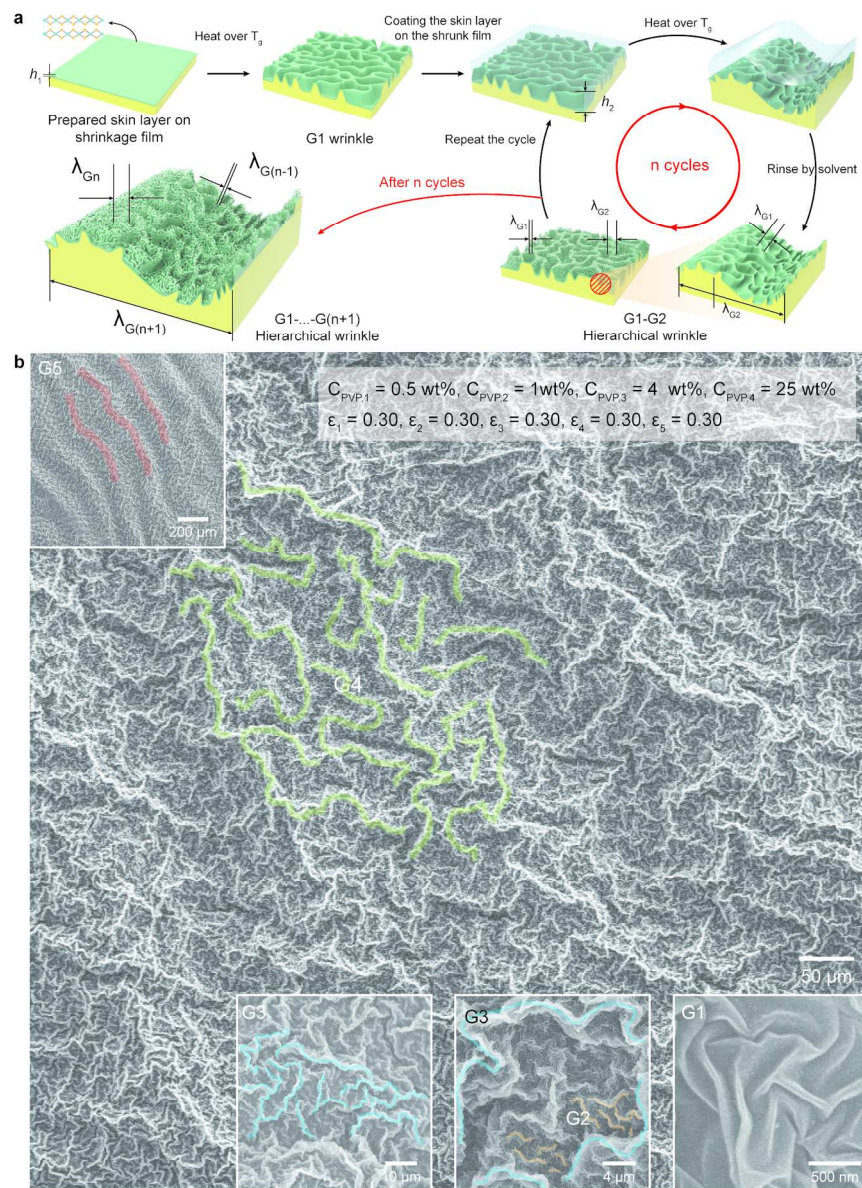 a
Heat over Tg
Coating the skin layer
on the shrunk film
Heat over Tg
h1
h2
Prepared skin layer on
shrinkage film
G1 wrinkle
Repeat the cycle
n cycles
Rinse by solvent
λGn
λG(n-1)
After n cycles
λG1
λG2
λG1
λG2
λG(n+1)
G1-...-G(n+1)
Hierarchical wrinkle
G1-G2
Hierarchical wrinkle
b
G5
200 µm
CPVP,1 = 0.5 wt%, CPVP,2 = 1wt%, CPVP,3 = 4 wt%, CPVP,4 = 25 wt%
ε1 = 0.30, ε2 = 0.30, ε3 = 0.30, ε4 = 0.30, ε5 = 0.30
G4
50 µm
G3
10 µm
G3
G2
4 µm
G1
500 nm